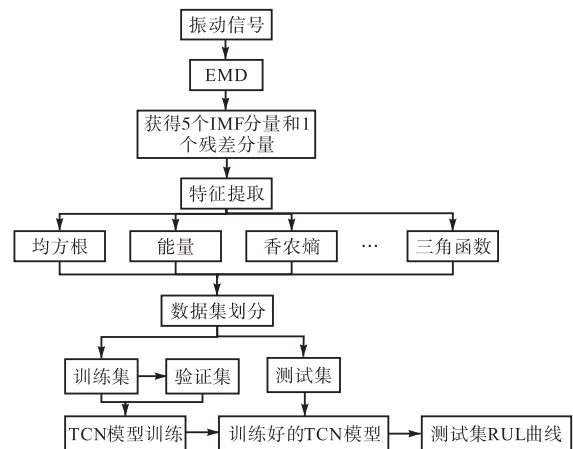 振动信号
EMD
获得5个IMF分量和1
个残差分量
特征提取
均方根
能量
香农熵
…
三角函数
数据集划分
训练集
验证集
测试集
TCN模型训练
训练好的TCN模型
测试集RUL曲线